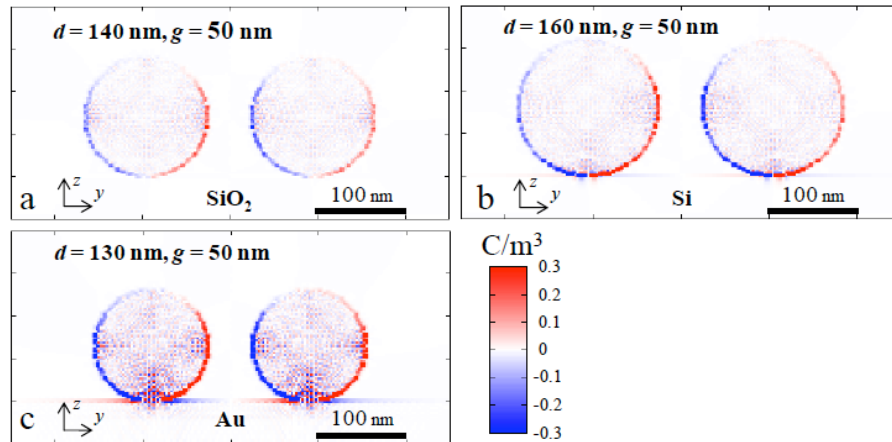 d = 140 nm, g = 50 nm
z
y
a
SiO₂
100 nm
d = 160 nm, g = 50 nm
z
y
b
Si
100 nm
d = 130 nm, g = 50 nm
z
y
c
Au
100 nm
C/m³
0.3
0.2
0.1
0
-0.1
-0.2
-0.3